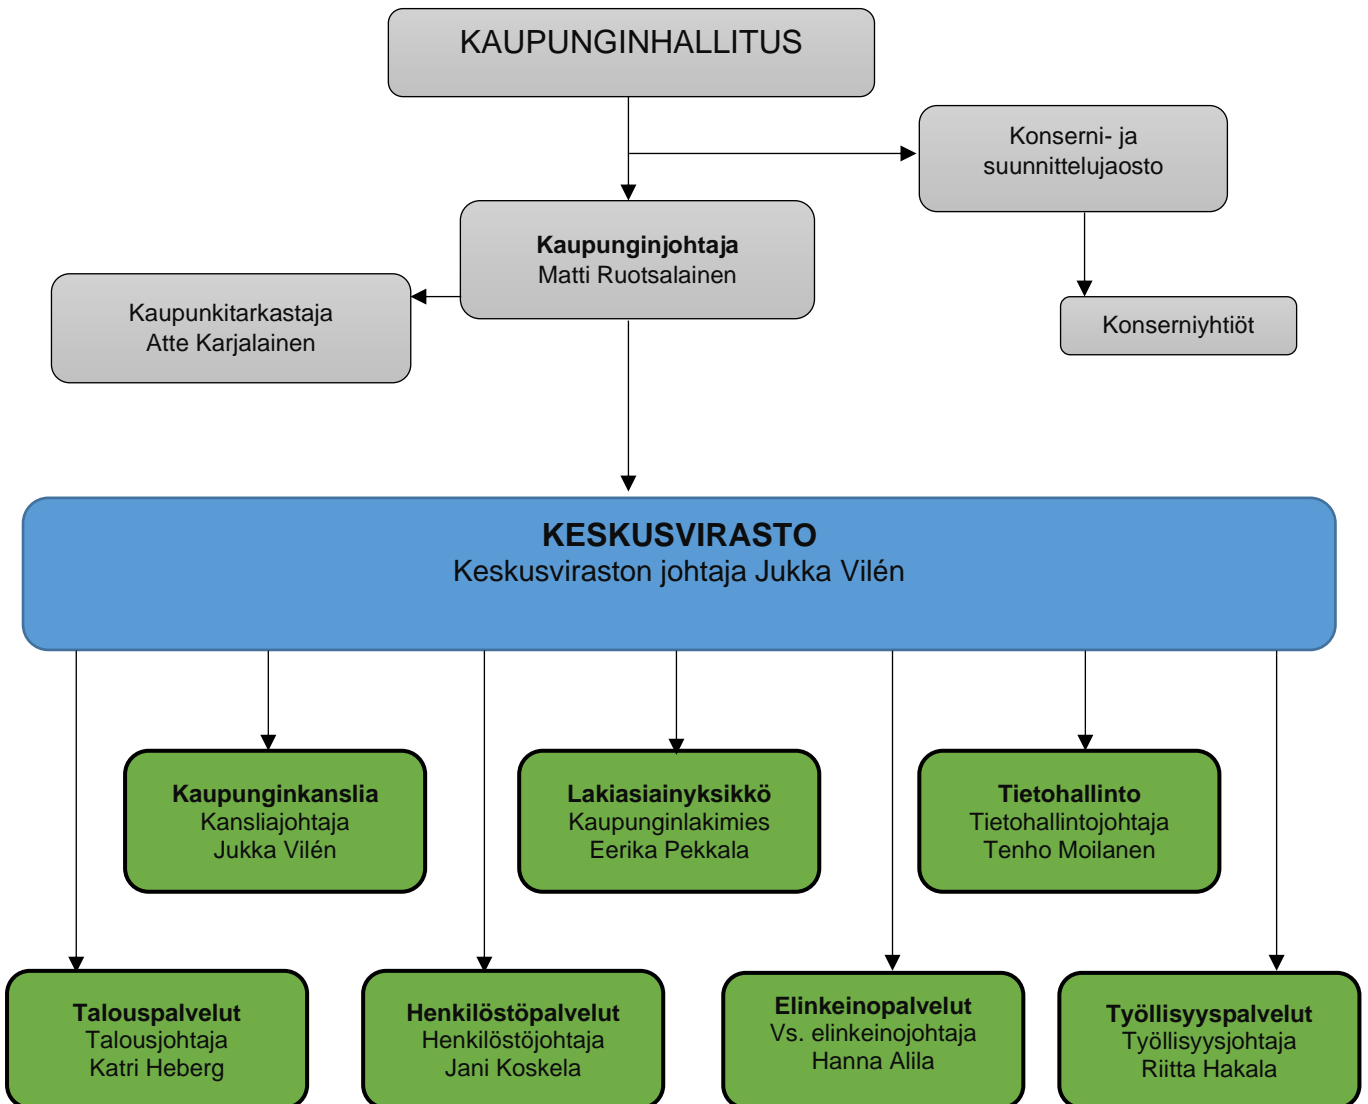 KAUPUNGINHALLITUS
Konserni- ja
suunnittelujaosto
Kaupunginjohtaja
Matti Ruotsalainen
Kaupunkitarkastaja
Atte Karjalainen
Konserniyhtiöt
KESKUSVIRASTO
Keskusviraston johtaja Jukka Vilén
Kaupunginkanslia
Kansliajohtaja
Jukka Vilén
Lakiasiainyksikkö
Kaupunginlakimies
Eerika Pekkala
Tietohallinto
Tietohallintojohtaja
Tenho Moilanen
Talouspalvelut
Talousjohtaja
Katri Heberg
Henkilöstöpalvelut
Henkilöstöjohtaja
Jani Koskela
Elinkeinopalvelut
Vs. elinkeinojohtaja
Hanna Alila
Työllisyyspalvelut
Työllisyysjohtaja
Riitta Hakala